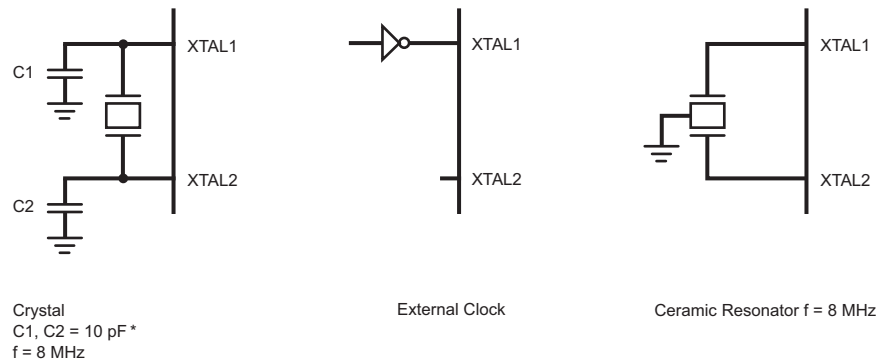 XTAL1
C1
XTAL2
C2
Crystal
C1, C2 = 10 pF *
f = 8 MHz
XTAL1
XTAL2
External Clock
XTAL1
XTAL2
Ceramic Resonator f = 8 MHz